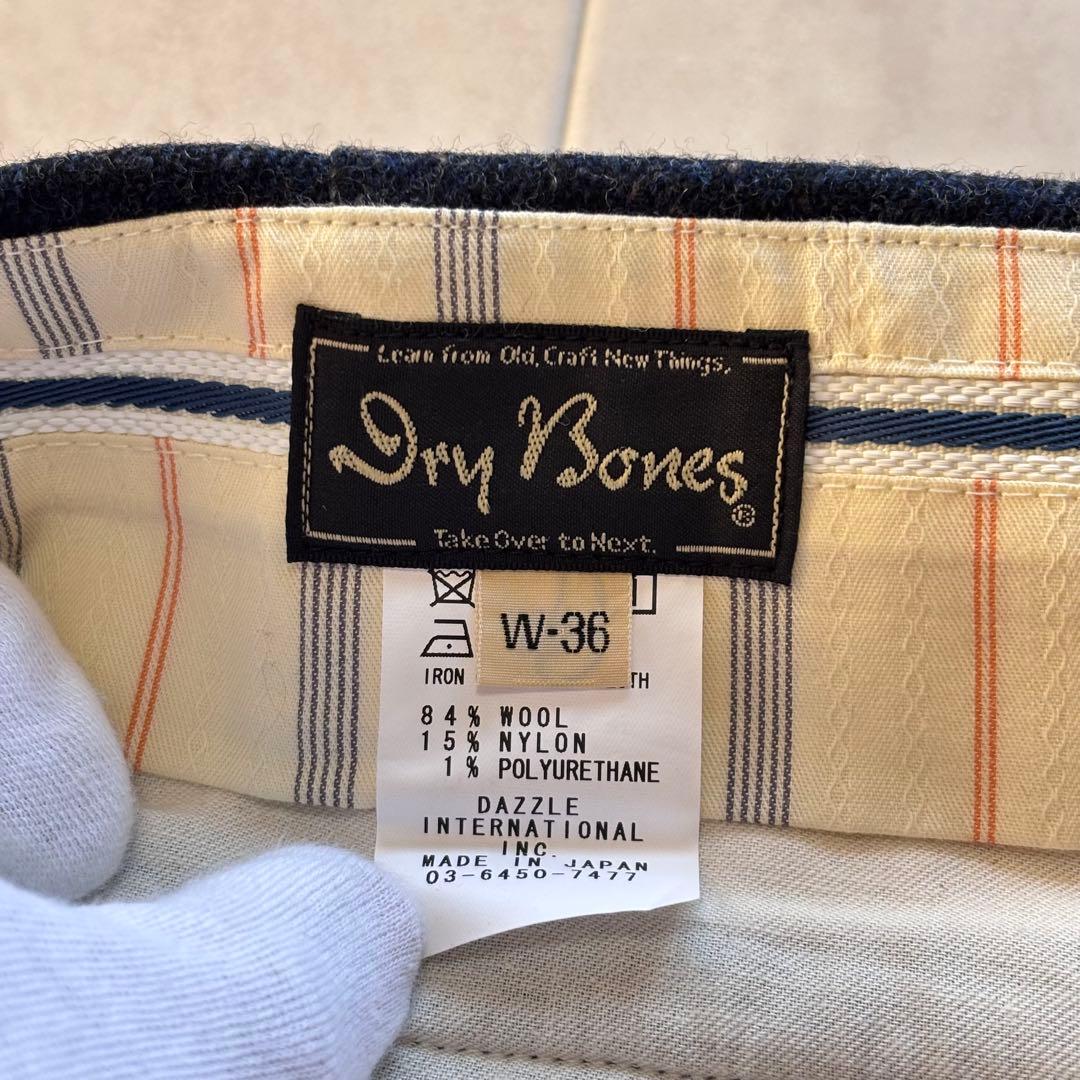 Learn from Old, Craft New Things,
Dry Bones
®
Take Over to Next.
W-36
IRON
TH
84% WOOL
15% NYLON
1% POLYURETHANE
DAZZLE
INTERNATIONAL
INC.
MADE IN JAPAN
03-6450-7477